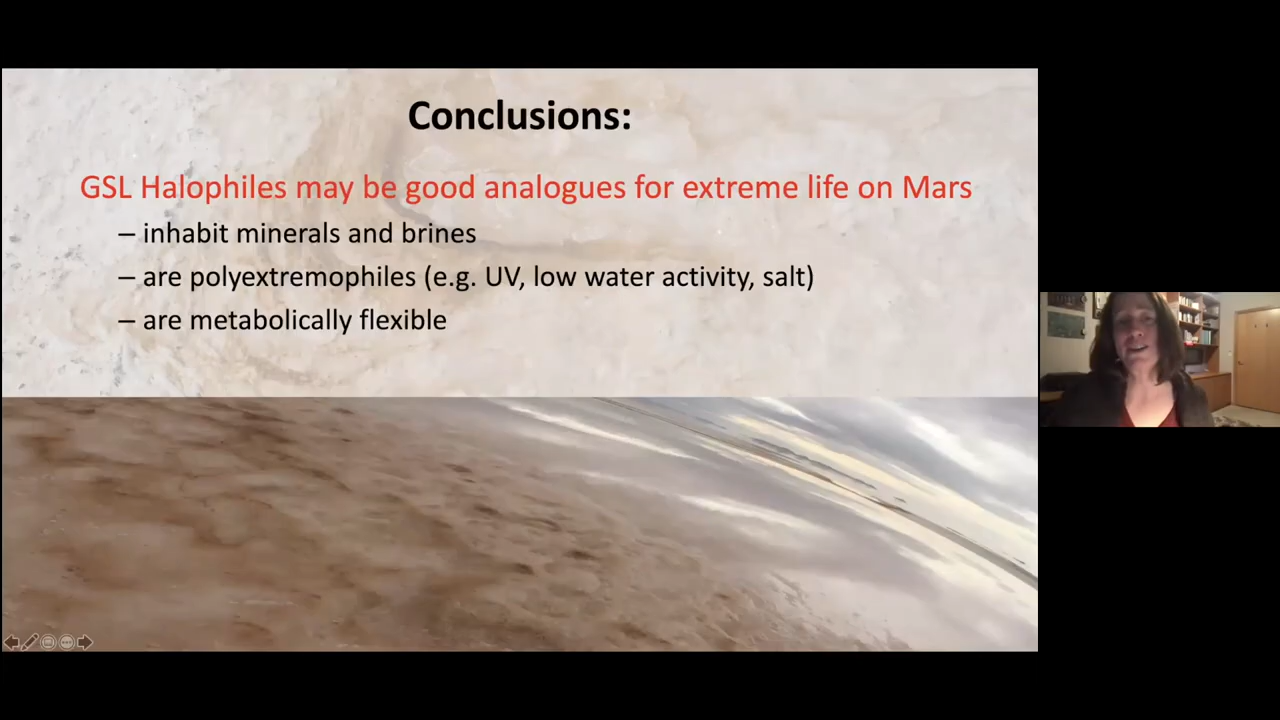 Conclusions:
GSL Halophiles may be good analogues for extreme life on Mars
– inhabit minerals and brines
– are polyextremophiles (e.g. UV, low water activity, salt)
– are metabolically flexible